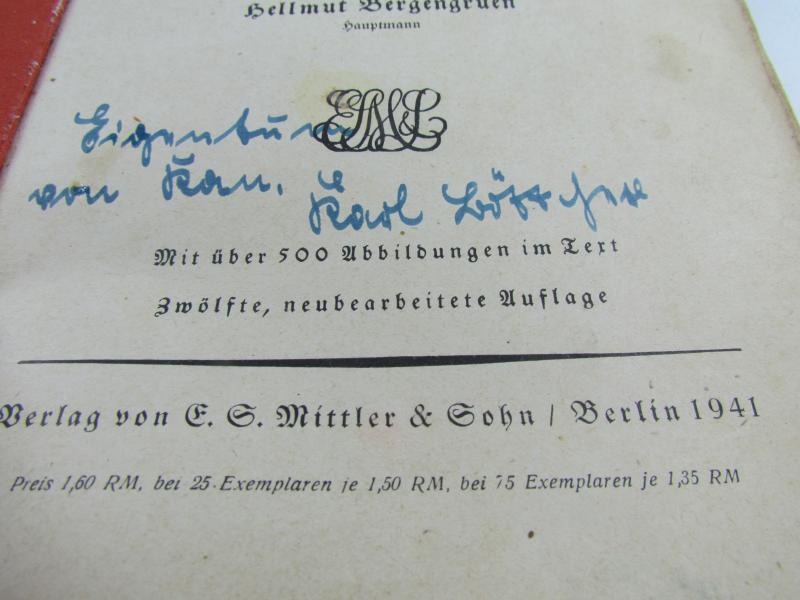 Hellmut Bergengruen
Hauptmann
ESM&S
Eigentum
von Kan. Karl Böttcher
Mit über 500 Abbildungen im Text
Zwölfte, neubearbeitete Auflage
Verlag von E. S. Mittler & Sohn / Berlin 1941
Preis 1,60 RM, bei 25 Exemplaren je 1,50 RM, bei 75 Exemplaren je 1,35 RM